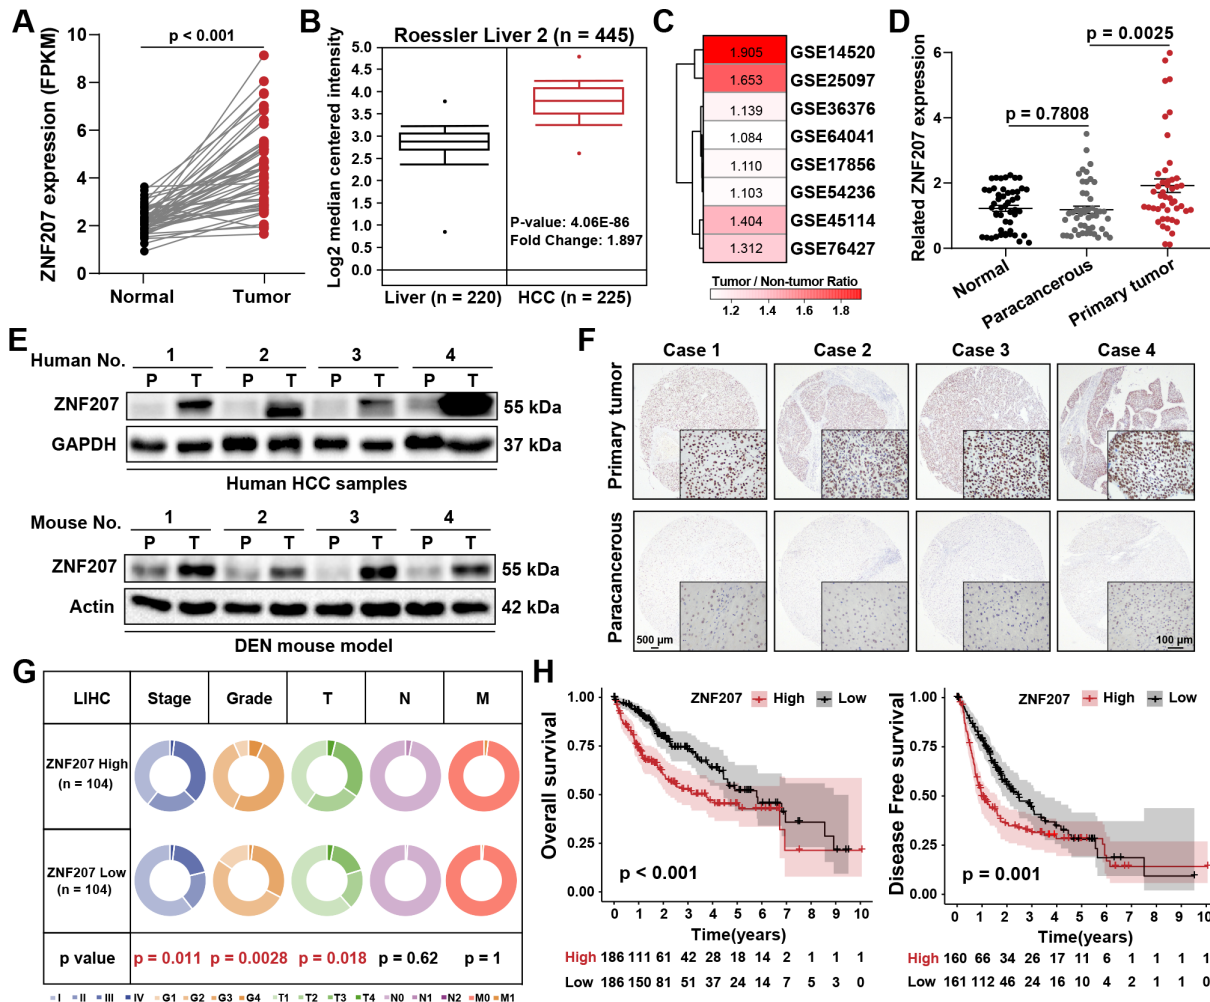 A
p < 0.001
ZNF207 expression (FPKM)
10
8
6
4
2
0
Normal Tumor
B
Roessler Liver 2 (n = 445)
Log2 median centered intensity
5.0
4.5
4.0
3.5
3.0
2.5
2.0
1.5
1.0
0.5
0.0
P-value: 4.06E-86
Fold Change: 1.897
Liver (n = 220) HCC (n = 225)
C
1.905 GSE14520
1.653 GSE25097
1.139 GSE36376
1.084 GSE64041
1.110 GSE17856
1.103 GSE54236
1.404 GSE45114
1.312 GSE76427
Tumor / Non-tumor Ratio
1.2 1.4 1.6 1.8
D
p = 0.0025
p = 0.7808
Related ZNF207 expression
6
4
2
0
Normal
Paracancerous
Primary tumor
E
Human No. 1 2 3 4
P T P T P T P T
ZNF207 55 kDa
GAPDH 37 kDa
Human HCC samples
Mouse No. 1 2 3 4
P T P T P T P T
ZNF207 55 kDa
Actin 42 kDa
DEN mouse model
F
Case 1 Case 2 Case 3 Case 4
Primary tumor
Paracancerous
500 μm
100 μm
G
LIHC Stage Grade T N M
ZNF207 High
(n = 104)
ZNF207 Low
(n = 104)
p value p = 0.011 p = 0.0028 p = 0.018 p = 0.62 p = 1
I II III IV G1 G2 G3 G4 T1 T2 T3 T4 N0 N1 N2 M0 M1
H
ZNF207 High Low
Overall survival
1.00
0.75
0.50
0.25
0.00
p < 0.001
0 1 2 3 4 5 6 7 8 9 10
Time(years)
High 186 111 61 42 28 18 14 2 1 1 1
Low 186 150 81 51 37 24 14 7 5 3 0
ZNF207 High Low
Disease Free survival
1.00
0.75
0.50
0.25
0.00
p = 0.001
0 1 2 3 4 5 6 7 8 9 10
Time(years)
High 160 66 34 26 17 11 6 1 1 1 1
Low 161 112 46 24 16 10 4 2 1 1 0